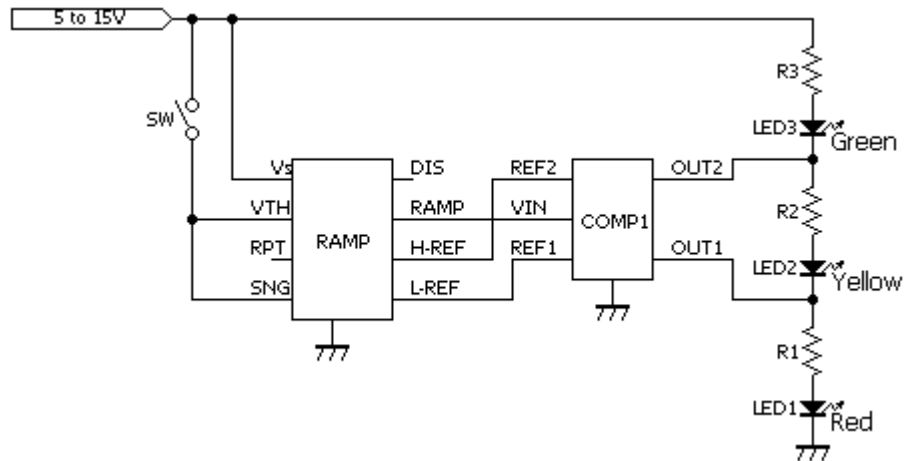 5 to 15V
R3
SW
LED3
Green
Vs
DIS
REF2
OUT2
VTH
RAMP
VIN
COMP1
R2
RAMP
RPT
H-REF
REF1
OUT1
LED2
Yellow
SNG
L-REF
R1
LED1
Red